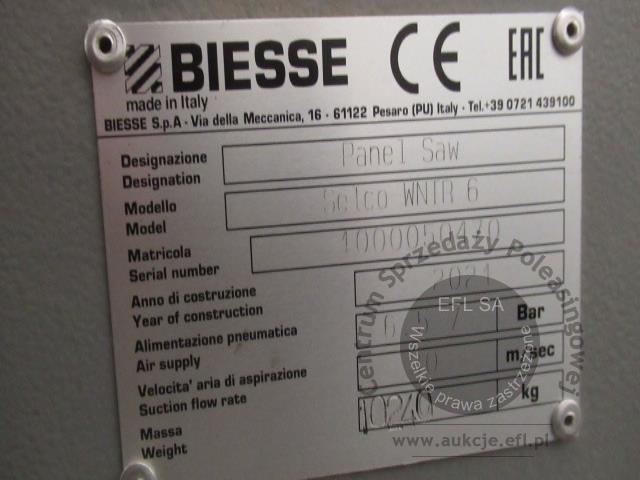 BIESSE CE EAC
made in Italy
BIESSE S.p.A - Via della Meccanica, 16 - 61122 Pesaro (PU) Italy - Tel.+39 0721 439100
Designazione
Designation
Panel Saw
Modello
Model
Selco WNTR 6
Matricola
Serial number
Anno di costruzione
Year of construction
2021
Alimentazione pneumatica
Air supply
Bar
Velocita' aria di aspirazione
Suction flow rate
m/sec
Massa
Weight
10240
kg
Centrum Sprzedaży Poleasingowej
EFL SA
Wszelkie prawa zastrzeżone
www.aukcje.efl.pl